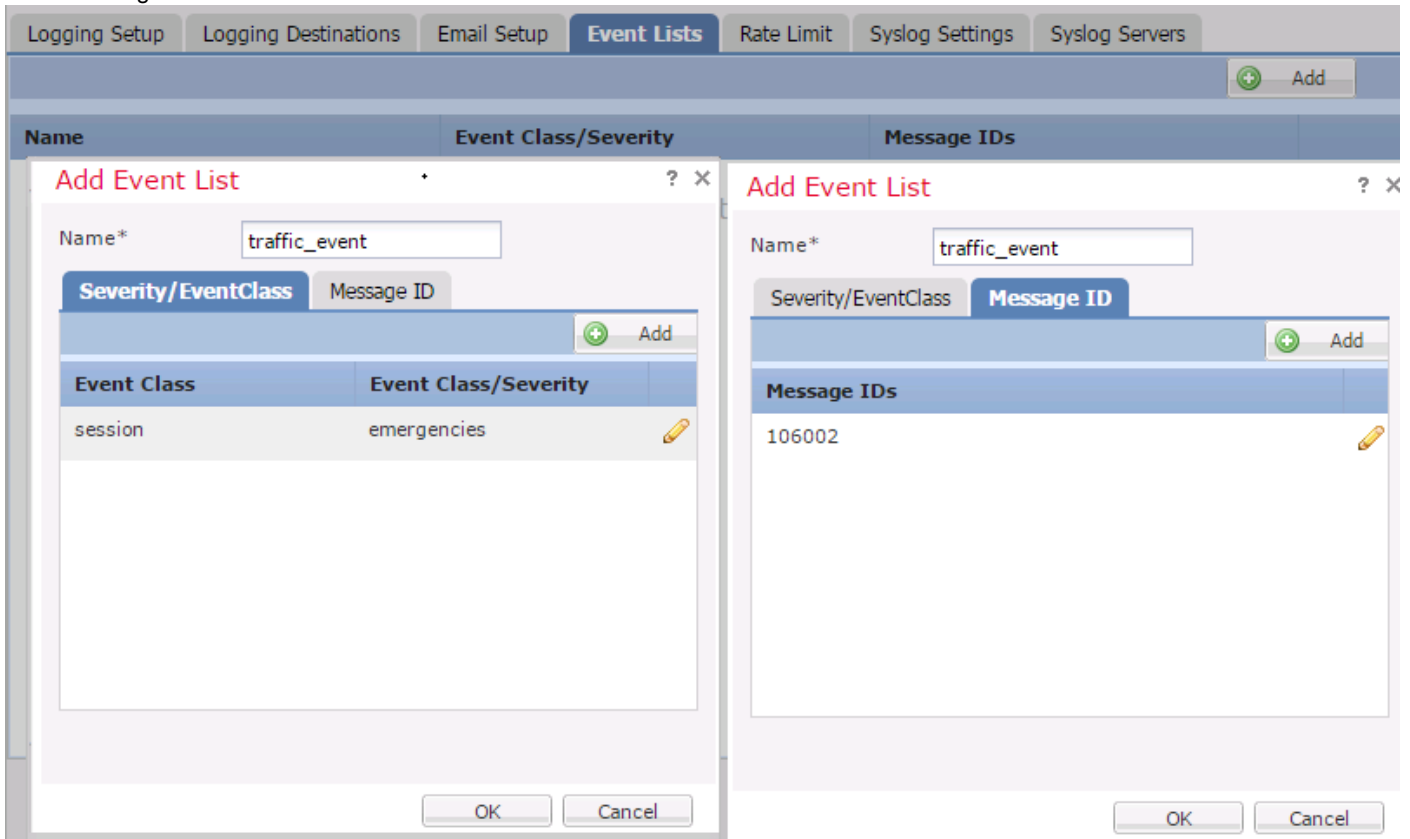 Logging Setup Logging Destinations Email Setup Event Lists Rate Limit Syslog Settings Syslog Servers
Add
Name Event Class/Severity Message IDs
Add Event List ? ×
Name* traffic_event
Severity/EventClass Message ID
Add
Event Class Event Class/Severity
session emergencies
OK Cancel
Add Event List ? ×
Name* traffic_event
Severity/EventClass Message ID
Add
Message IDs
106002
OK Cancel